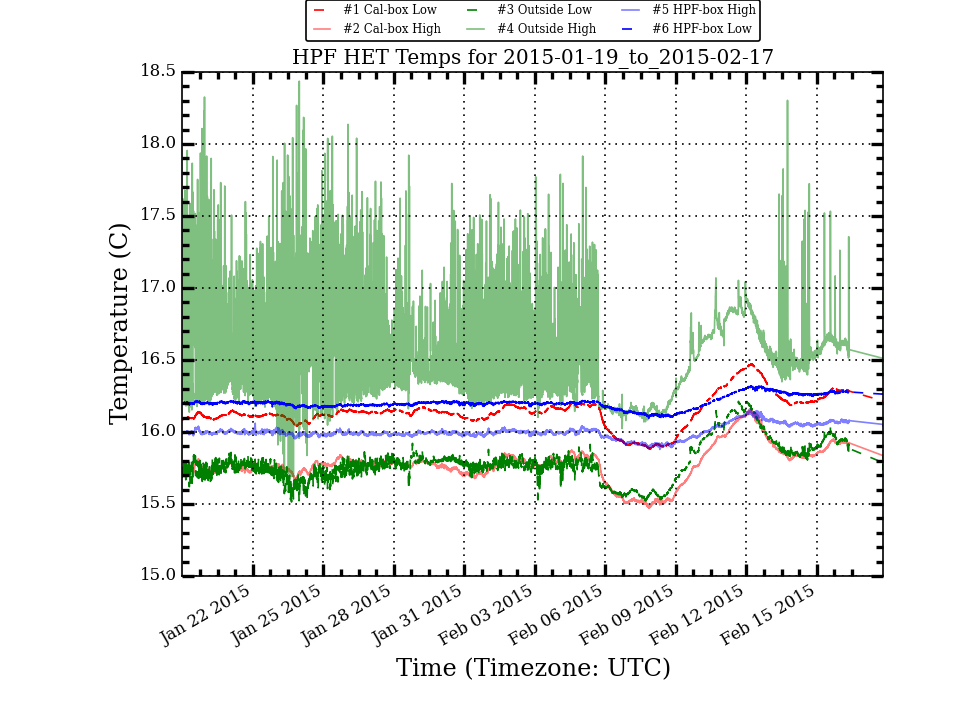 #1 Cal-box Low #3 Outside Low #5 HPF-box High
#2 Cal-box High #4 Outside High #6 HPF-box Low
HPF HET Temps for 2015-01-19_to_2015-02-17
18.5
18.0
17.5
17.0
16.5
16.0
15.5
15.0
Temperature (C)
Jan 22 2015 Jan 25 2015 Jan 28 2015 Jan 31 2015 Feb 03 2015 Feb 06 2015 Feb 09 2015 Feb 12 2015 Feb 15 2015
Time (Timezone: UTC)